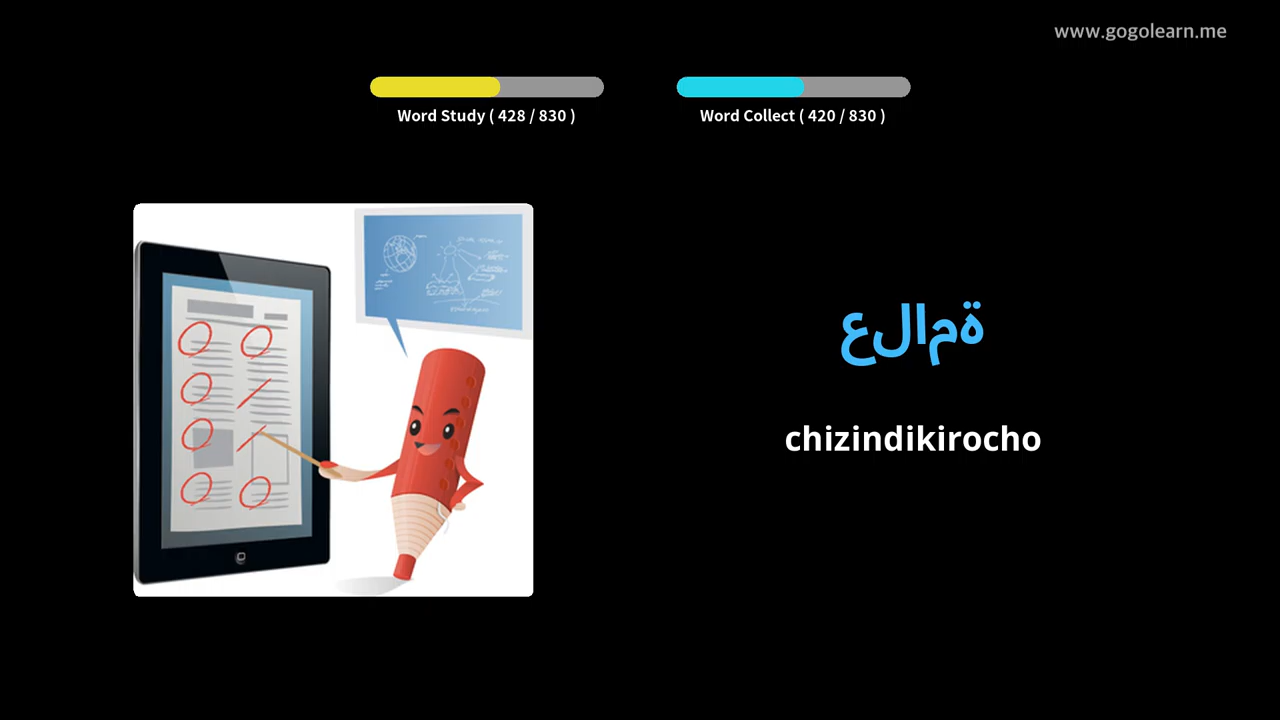 www.gogolearn.me
Word Study ( 428 / 830 )
Word Collect ( 420 / 830 )
علامة
chizindikirocho